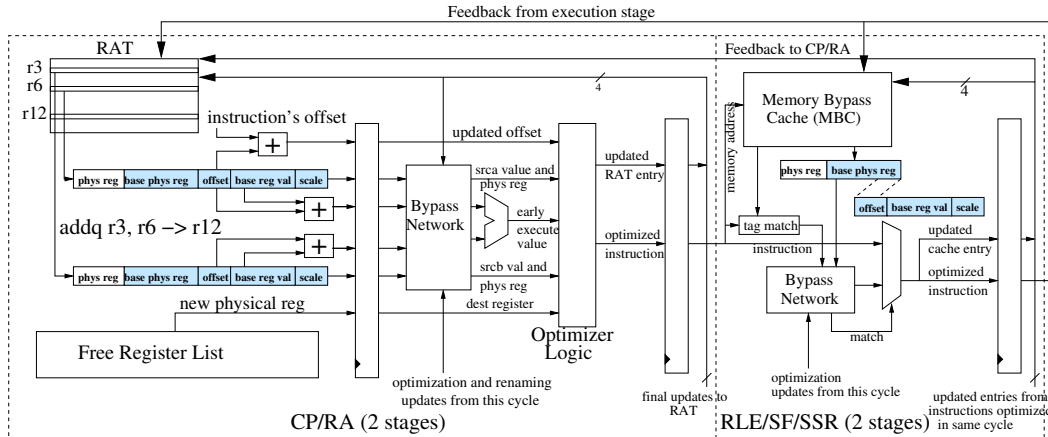 Feedback from execution stage
RAT
Feedback to CP/RA
r3
r6
r12
4
4
instruction's offset
Memory Bypass
Cache (MBC)
memory address
+
updated offset
updated
RAT entry
phys reg
base phys reg
phys reg
base phys reg
offset
base reg val
scale
srca value and
phys reg
offset
base reg val
scale
+
Bypass
Network
early
execute
value
addq r3, r6 -> r12
+
tag match
instruction
updated
cache entry
optimized
instruction
phys reg
base phys reg
offset
base reg val
scale
srcb val and
phys reg
Bypass
Network
optimized
instruction
new physical reg
dest register
match
Free Register List
Optimizer
Logic
optimization and renaming
updates from this cycle
4
final updates to
RAT
optimization
updates from this cycle
4
updated entries from
instructions optimized
in same cycle
CP/RA (2 stages)
RLE/SF/SSR (2 stages)